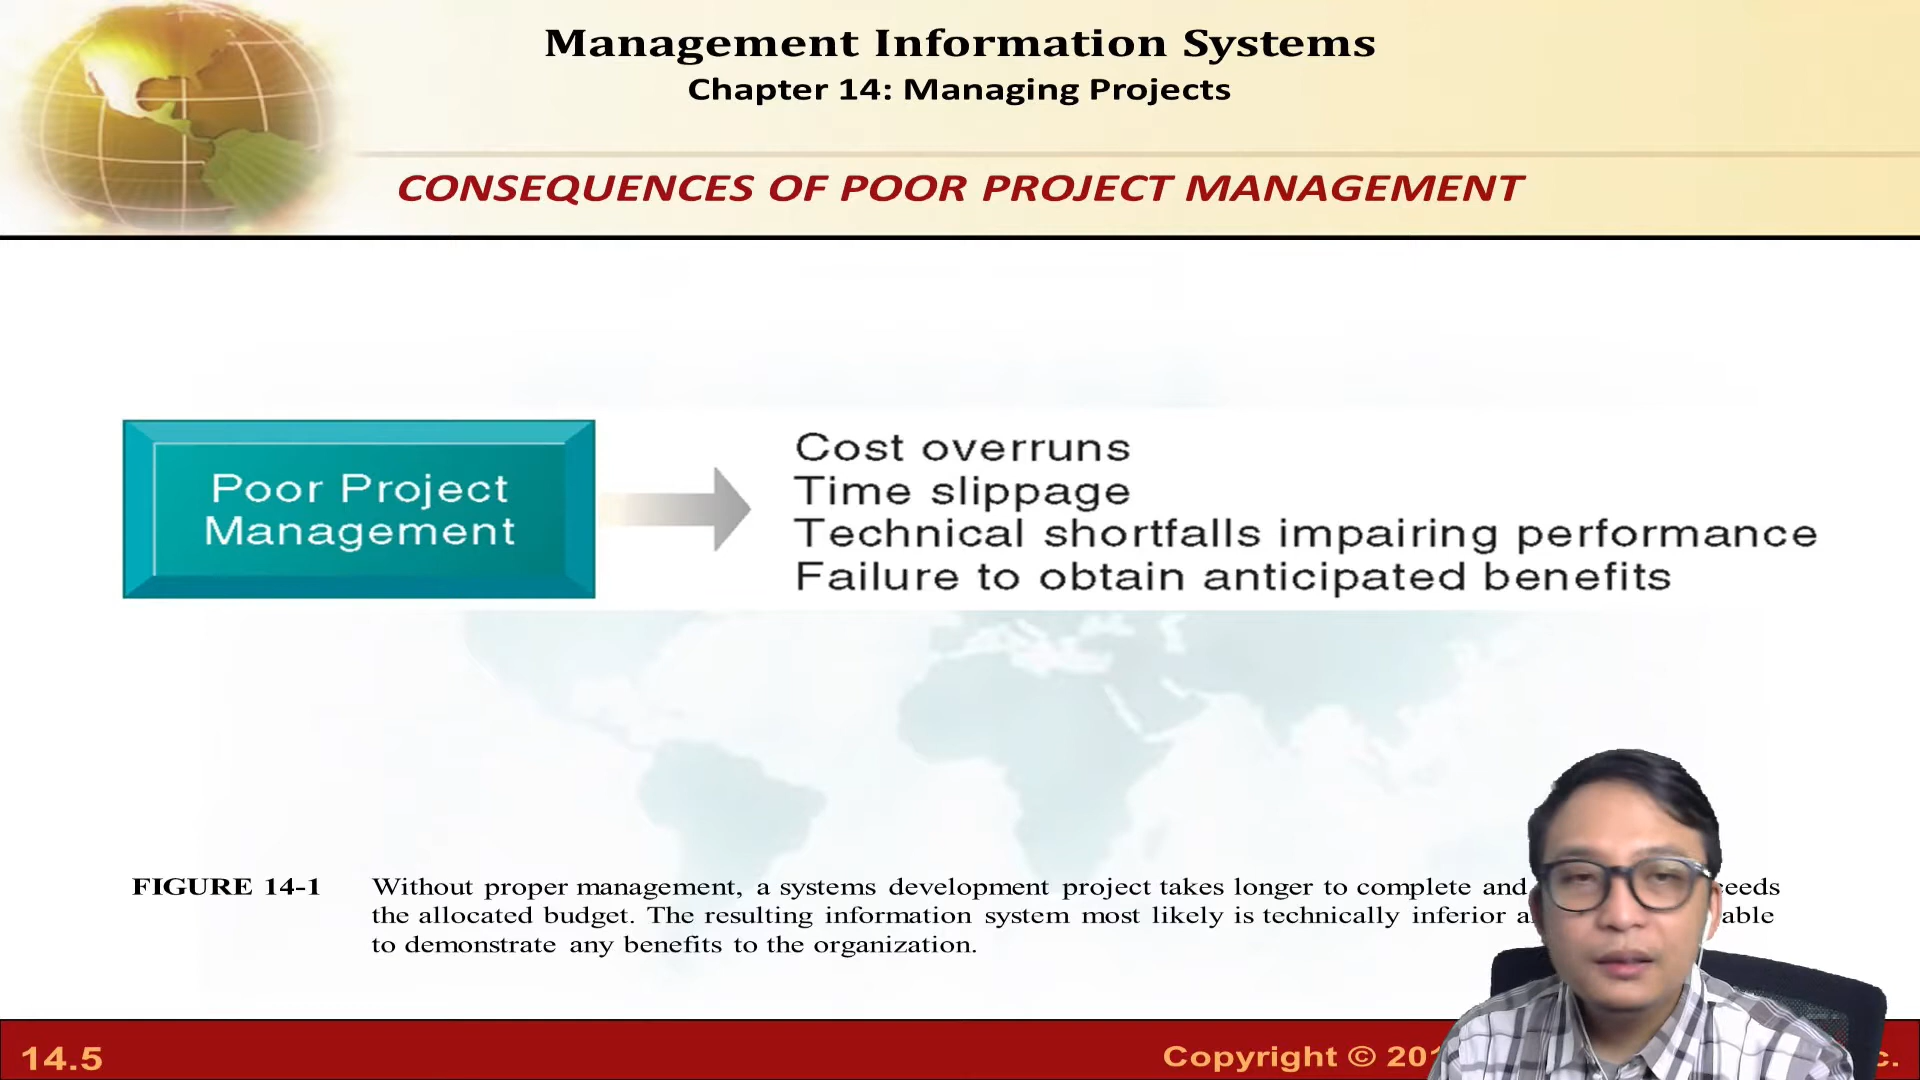 Management Information Systems
Chapter 14: Managing Projects
CONSEQUENCES OF POOR PROJECT MANAGEMENT
Poor Project
Management
Cost overruns
Time slippage
Technical shortfalls impairing performance
Failure to obtain anticipated benefits
FIGURE 14-1 Without proper management, a systems development project takes longer to complete and
the allocated budget. The resulting information system most likely is technically inferior
to demonstrate any benefits to the organization.
14.5 Copyright ©